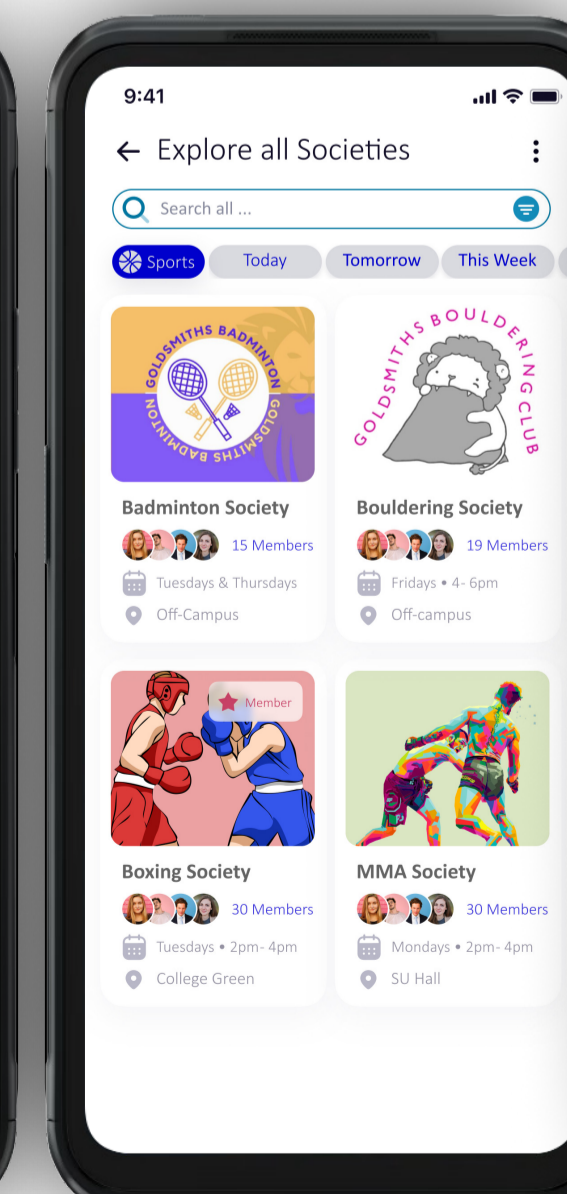 9:41
Explore all Societies
Search all ...
Sports Today Tomorrow This Week
GOLDSMITHS BADMINTON
GOLDSMITHS BADMINTON
GOLDSMITHS BOULDERING CLUB
Badminton Society
15 Members
Tuesdays & Thursdays
Off-Campus
Bouldering Society
19 Members
Fridays • 4- 6pm
Off-campus
Member
Boxing Society
30 Members
Tuesdays • 2pm- 4pm
College Green
MMA Society
30 Members
Mondays • 2pm- 4pm
SU Hall